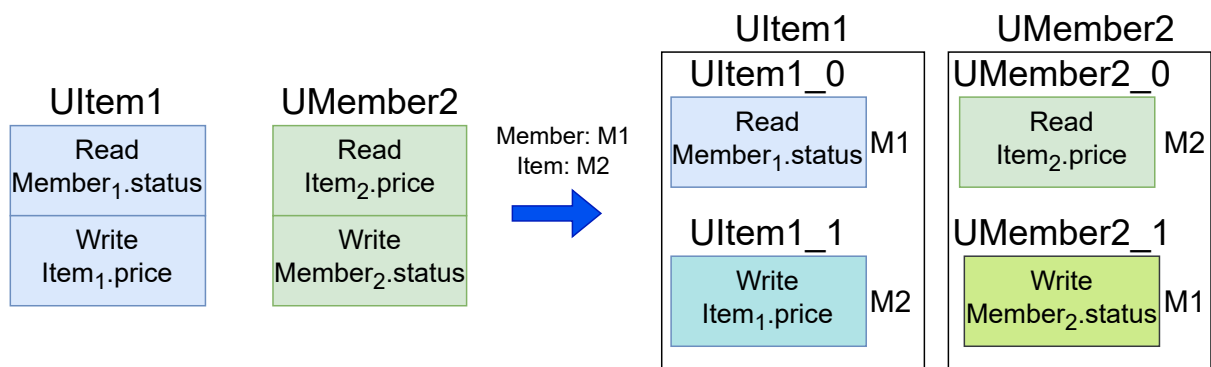 UItem1
Read
Member₁.status
Write
Item₁.price
UMember2
Read
Item₂.price
Write
Member₂.status
Member: M1
Item: M2
UItem1
UItem1_0
Read
Member₁.status
M1
UItem1_1
Write
Item₁.price
M2
UMember2
UMember2_0
Read
Item₂.price
M2
UMember2_1
Write
Member₂.status
M1